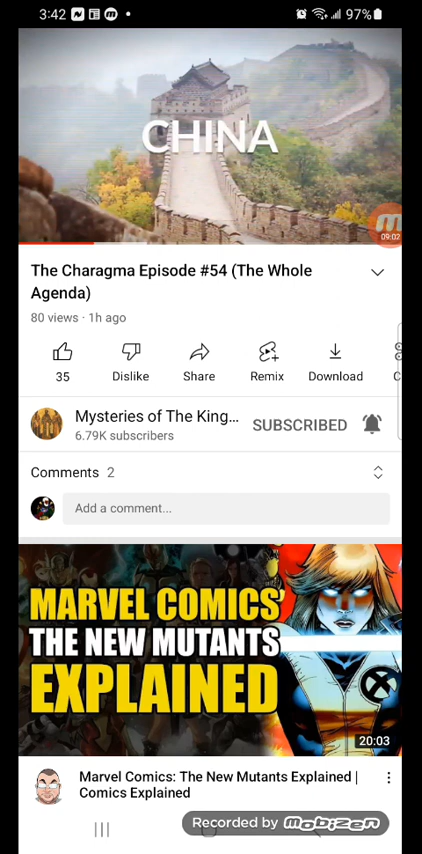 3:42
97%
CHINA
09:02
The Charagma Episode #54 (The Whole
Agenda)
80 views · 1h ago
35
Dislike
Share
Remix
Download
C
Mysteries of The King...
SUBSCRIBED
6.79K subscribers
Comments 2
Add a comment...
MARVEL COMICS'
THE NEW MUTANTS
EXPLAINED
20:03
Marvel Comics: The New Mutants Explained |
Comics Explained
Recorded by mobizen